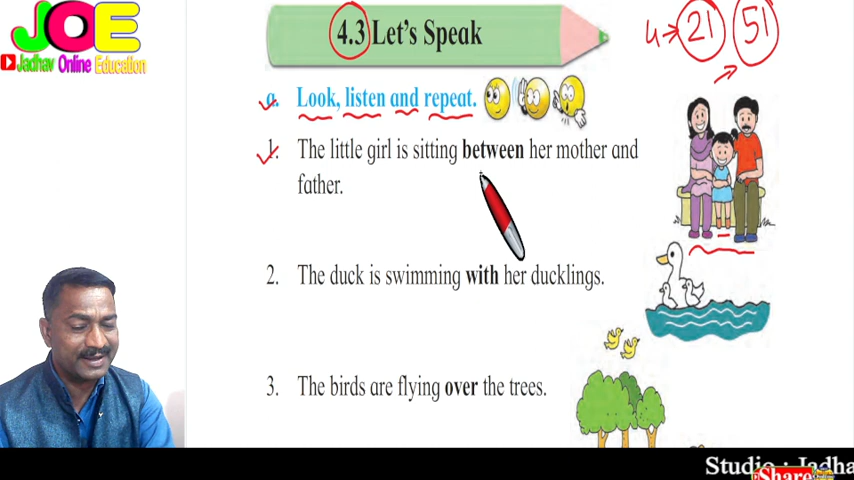 JOE
Jadhav Online Education
4.3 Let's Speak
4 → 21 51
a. Look, listen and repeat.
1. The little girl is sitting between her mother and
father.
2. The duck is swimming with her ducklings.
3. The birds are flying over the trees.
Studio : Jadha
Share